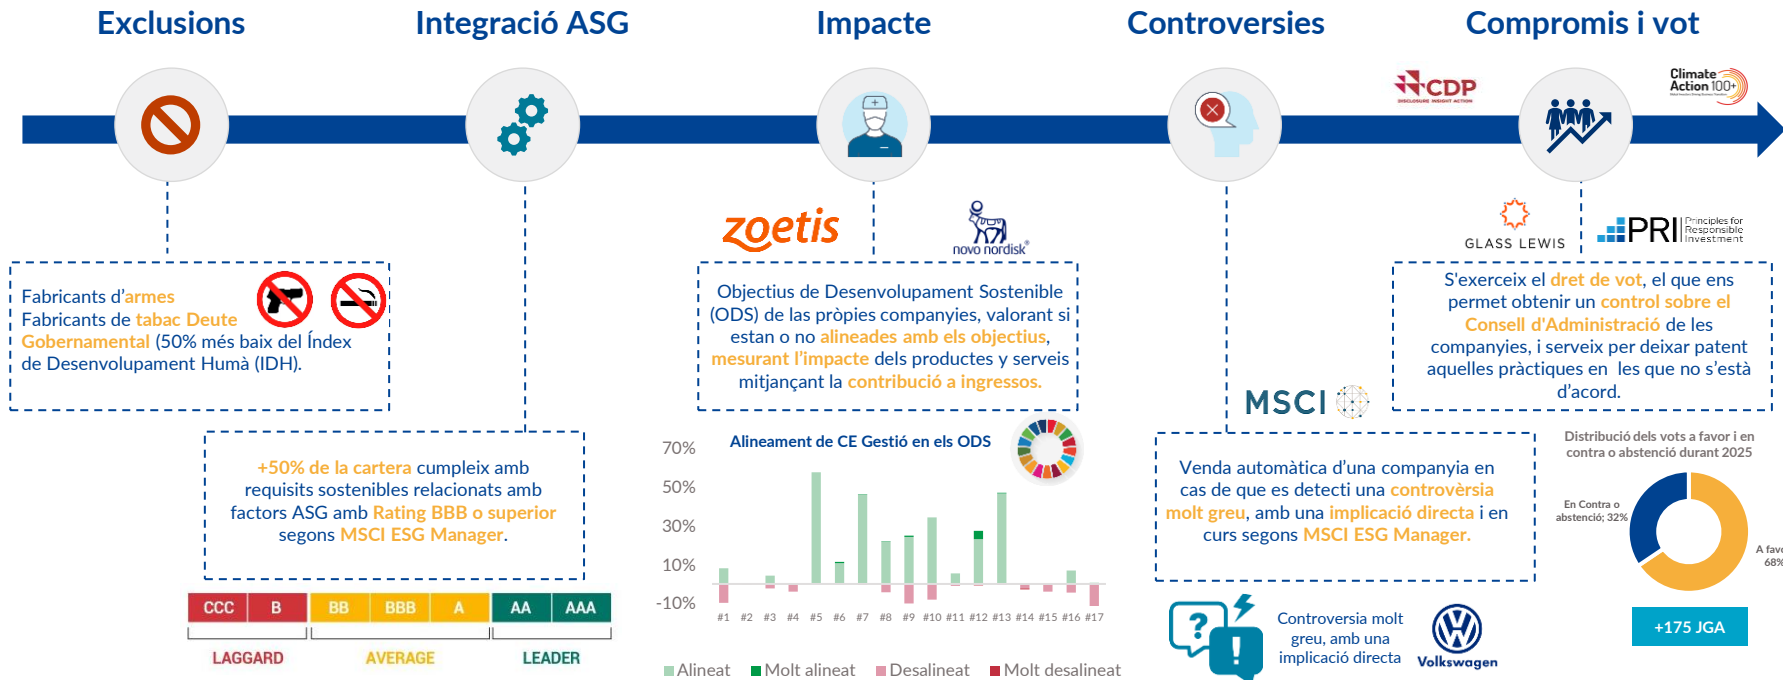 Exclusions
Integració ASG
Impacte
Controversies
Compromis i vot
CDP
DISCLOSURE INSIGHT ACTION
Climate
Action 100+
zoetis
novo nordisk®
GLASS LEWIS
PRI
Principles for
Responsible
Investment
Fabricants d'armes
Fabricants de tabac Deute
Gobernamental (50% més baix del Índex
de Desenvolupament Humà (IDH).
+50% de la cartera cumpleix amb
requisits sostenibles relacionats amb
factors ASG amb Rating BBB o superior
segons MSCI ESG Manager.
CCC B BB BBB A AA AAA
LAGGARD AVERAGE LEADER
Objectius de Desenvolupament Sostenible
(ODS) de las pròpies companyies, valorant si
estan o no alineades amb els objectius,
mesurant l'impacte dels productes y serveis
mitjançant la contribució a ingressos.
Alineament de CE Gestió en els ODS
70%
50%
30%
10%
-10%
#1 #2 #3 #4 #5 #6 #7 #8 #9 #10 #11 #12 #13 #14 #15 #16 #17
Alineat Molt alineat Desalineat Molt desalineat
MSCI
Venda automàtica d'una companyia en
cas de que es detecti una controvèrsia
molt greu, amb una implicació directa i en
curs segons MSCI ESG Manager.
Controversia molt
greu, amb una
implicació directa
Volkswagen
S'exerceix el dret de vot, el que ens
permet obtenir un control sobre el
Consell d'Administració de les
companyies, i serveix per deixar patent
aquelles pràctiques en les que no s'està
d'acord.
Distribució dels vots a favor i en
contra o abstenció durant 2025
En Contra o
abstenció; 32%
A favo
68%
+175 JGA